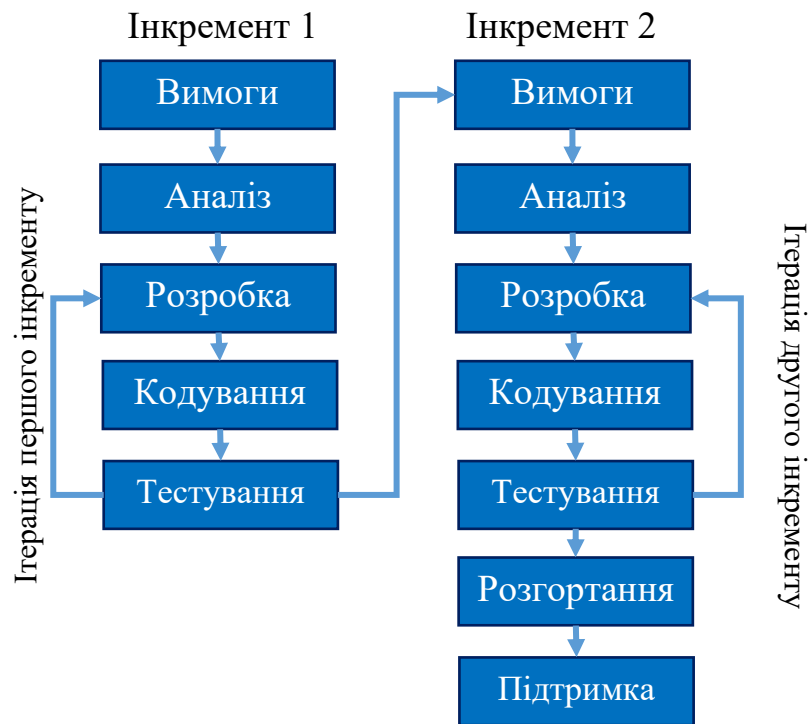 Інкремент 1
Вимоги
Аналіз
Розробка
Кодування
Тестування
Ітерація першого інкременту
Інкремент 2
Вимоги
Аналіз
Розробка
Кодування
Тестування
Розгортання
Підтримка
Ітерація другого інкременту